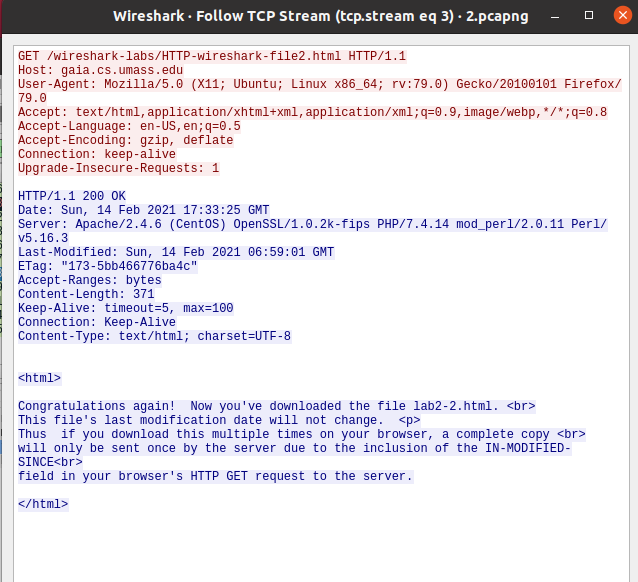 Wireshark · Follow TCP Stream (tcp.stream eq 3) · 2.pcapng
GET /wireshark-labs/HTTP-wireshark-file2.html HTTP/1.1
Host: gaia.cs.umass.edu
User-Agent: Mozilla/5.0 (X11; Ubuntu; Linux x86_64; rv:79.0) Gecko/20100101 Firefox/
79.0
Accept: text/html,application/xhtml+xml,application/xml;q=0.9,image/webp,*/*;q=0.8
Accept-Language: en-US,en;q=0.5
Accept-Encoding: gzip, deflate
Connection: keep-alive
Upgrade-Insecure-Requests: 1
HTTP/1.1 200 OK
Date: Sun, 14 Feb 2021 17:33:25 GMT
Server: Apache/2.4.6 (CentOS) OpenSSL/1.0.2k-fips PHP/7.4.14 mod_perl/2.0.11 Perl/
v5.16.3
Last-Modified: Sun, 14 Feb 2021 06:59:01 GMT
ETag: "173-5bb466776ba4c"
Accept-Ranges: bytes
Content-Length: 371
Keep-Alive: timeout=5, max=100
Connection: Keep-Alive
Content-Type: text/html; charset=UTF-8
<html>
Congratulations again!  Now you've downloaded the file lab2-2.html. <br>
This file's last modification date will not change.  <p>
Thus  if you download this multiple times on your browser, a complete copy <br>
will only be sent once by the server due to the inclusion of the IN-MODIFIED-
SINCE<br>
field in your browser's HTTP GET request to the server.
</html>